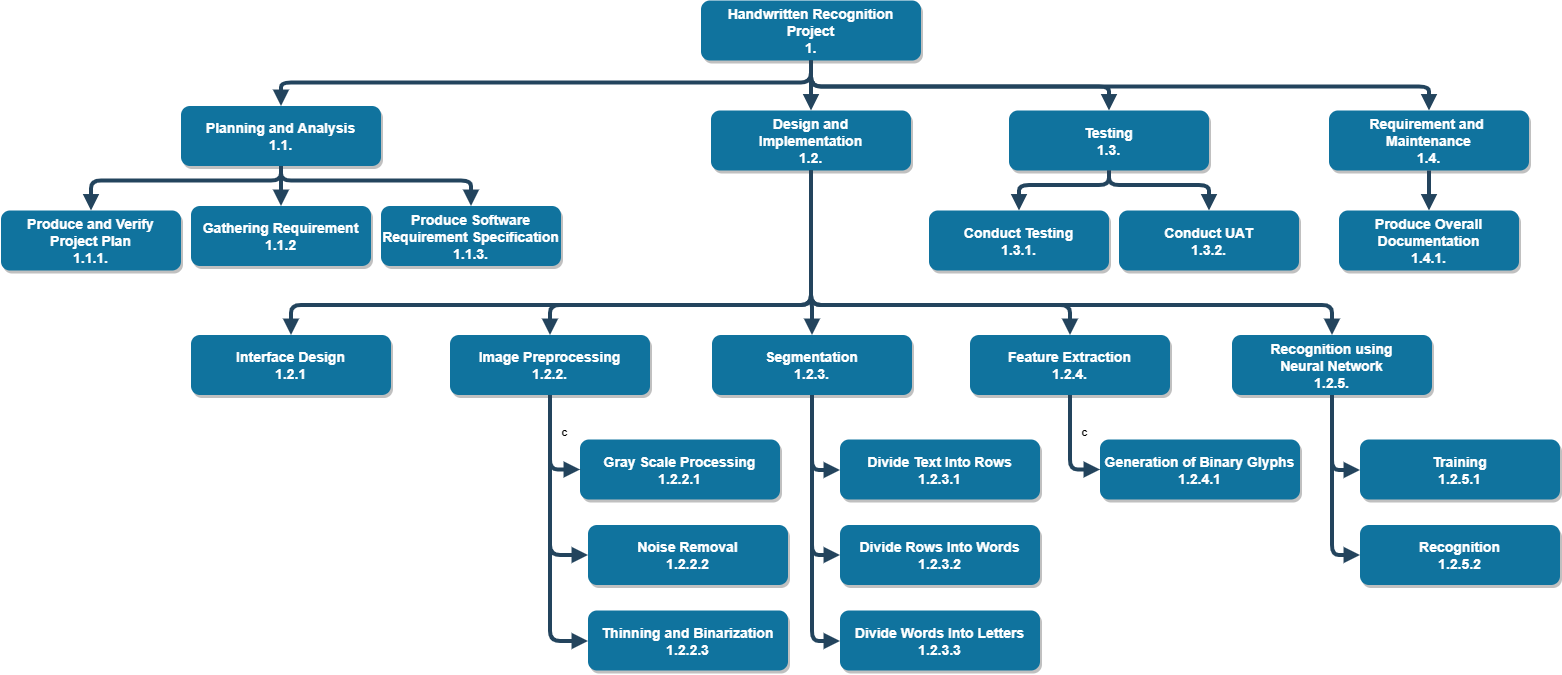 Handwritten Recognition
Project
1.
Planning and Analysis
1.1.
Design and
Implementation
1.2.
Testing
1.3.
Requirement and
Maintenance
1.4.
Produce and Verify
Project Plan
1.1.1.
Gathering Requirement
1.1.2
Produce Software
Requirement Specification
1.1.3.
Conduct Testing
1.3.1.
Conduct UAT
1.3.2.
Produce Overall
Documentation
1.4.1.
Interface Design
1.2.1
Image Preprocessing
1.2.2.
Segmentation
1.2.3.
Feature Extraction
1.2.4.
Recognition using
Neural Network
1.2.5.
c
Gray Scale Processing
1.2.2.1
Divide Text Into Rows
1.2.3.1
c
Generation of Binary Glyphs
1.2.4.1
Training
1.2.5.1
Noise Removal
1.2.2.2
Divide Rows Into Words
1.2.3.2
Recognition
1.2.5.2
Thinning and Binarization
1.2.2.3
Divide Words Into Letters
1.2.3.3